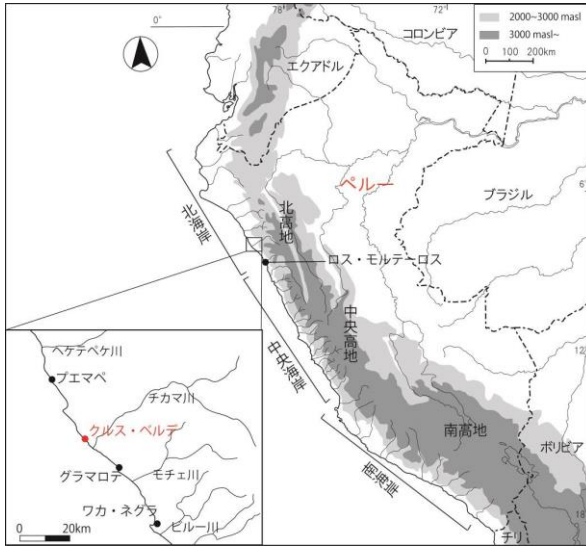 78°
72°
0°
コロンビア
2000~3000 masl
3000 masl~
0 100 200km
エクアドル
ペルー
6°
ブラジル
北海岸
北高地
ロス・モルテーロス
中央高地
中央海岸
12°
南高地
ボリビア
南海岸
18°
チリ
ヘケテペケ川
プエマペ
チカマ川
クルス・ベルデ
グラマロテ
モチェ川
ワカ・ネグラ
ビルー川
0 20km